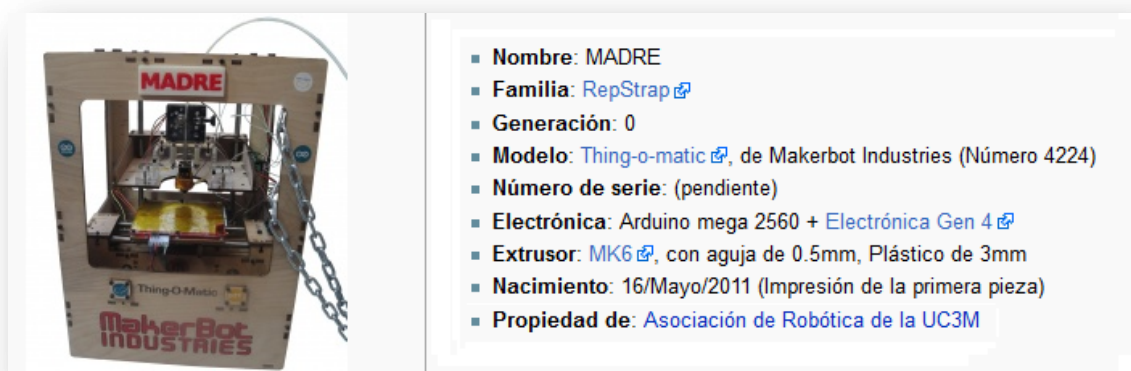 MADRE
Thing-O-Matic
MakerBot
INDUSTRIES
Nombre: MADRE
Familia: RepStrap
Generación: 0
Modelo: Thing-o-matic, de Makerbot Industries (Número 4224)
Número de serie: (pendiente)
Electrónica: Arduino mega 2560 + Electrónica Gen 4
Extrusor: MK6, con aguja de 0.5mm, Plástico de 3mm
Nacimiento: 16/Mayo/2011 (Impresión de la primera pieza)
Propiedad de: Asociación de Robótica de la UC3M